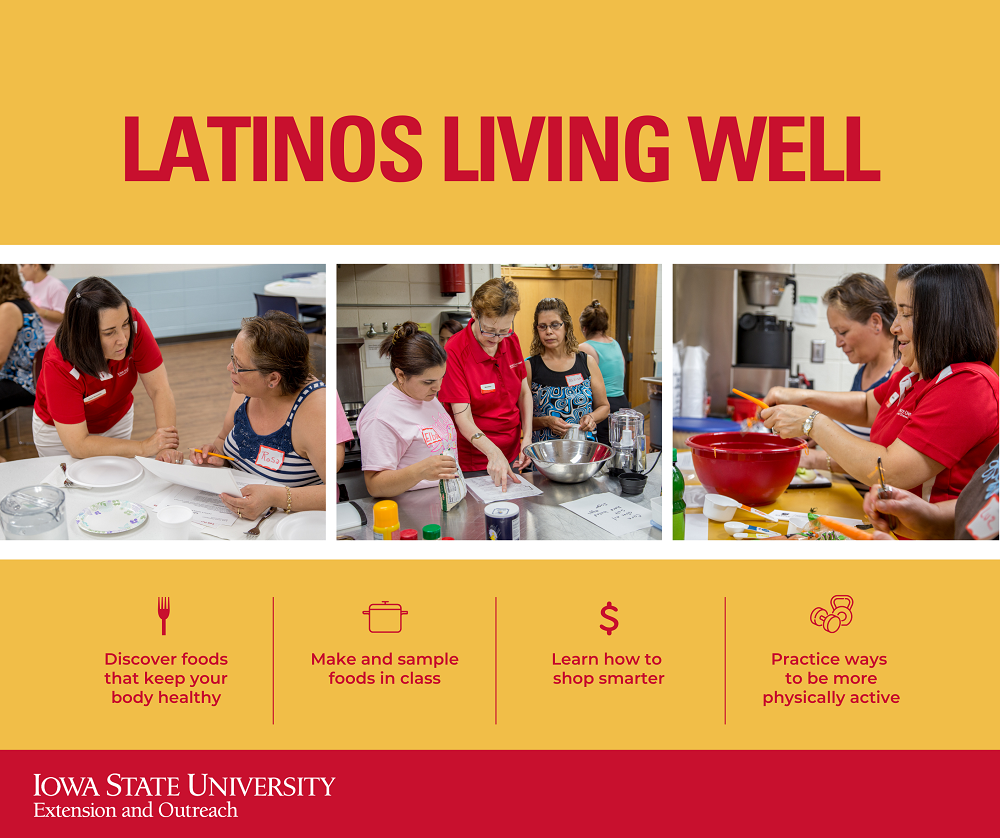 LATINOS LIVING WELL
Rosa
Discover foods
that keep your
body healthy
Make and sample
foods in class
Learn how to
shop smarter
Practice ways
to be more
physically active
IOWA STATE UNIVERSITY
Extension and Outreach